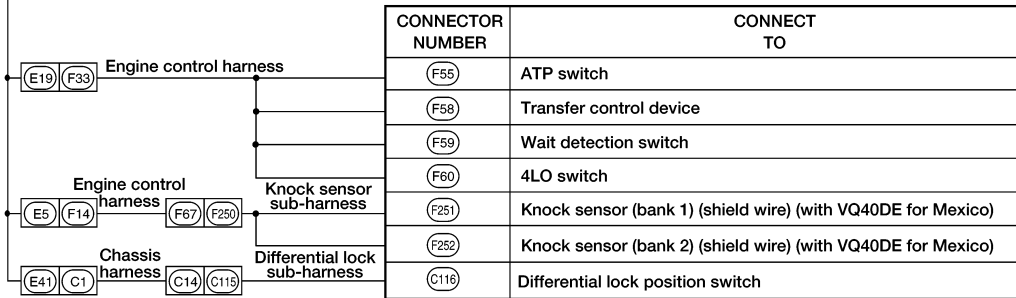 CONNECTOR NUMBER
CONNECT TO
E19 F33 Engine control harness
F55 ATP switch
F58 Transfer control device
F59 Wait detection switch
F60 4LO switch
E5 F14 Engine control harness F67 F250 Knock sensor sub-harness
F251 Knock sensor (bank 1) (shield wire) (with VQ40DE for Mexico)
F252 Knock sensor (bank 2) (shield wire) (with VQ40DE for Mexico)
E41 C1 Chassis harness C14 C115 Differential lock sub-harness
C116 Differential lock position switch